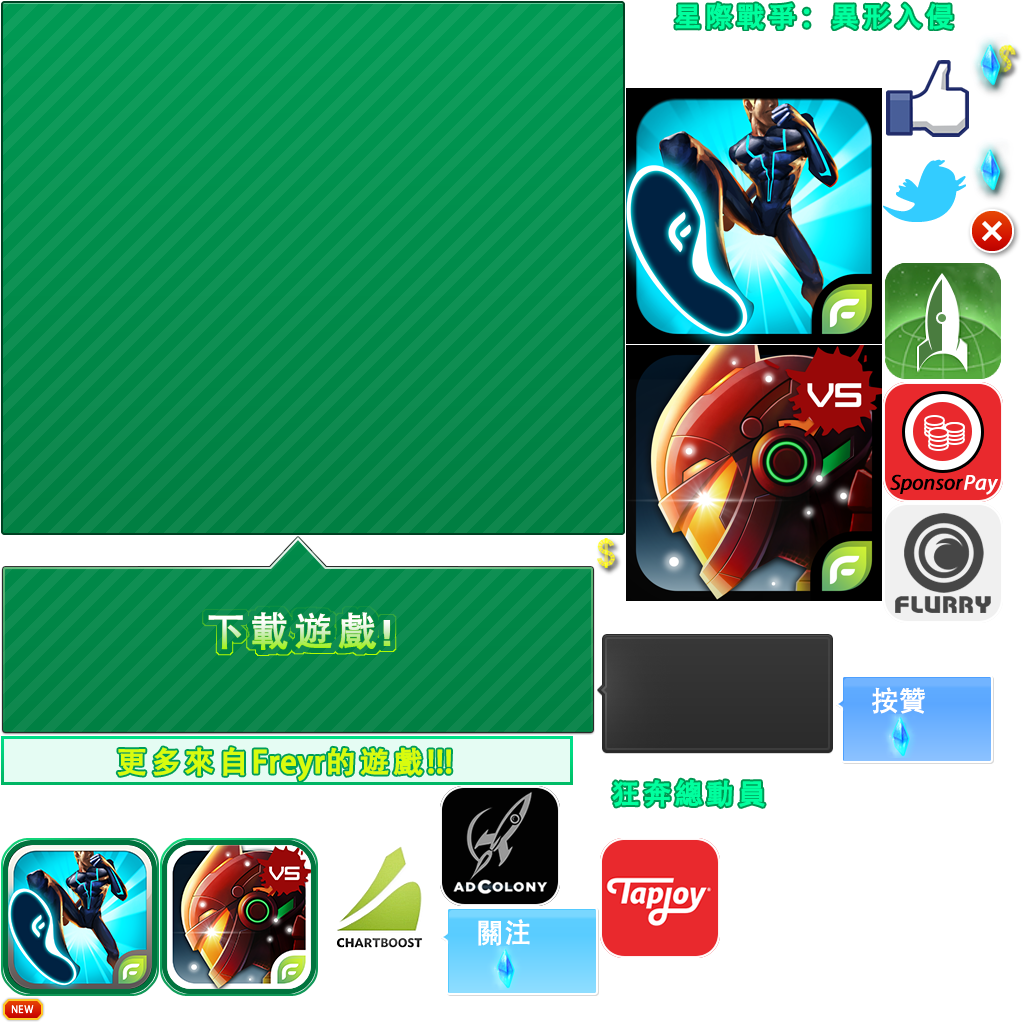 星際戰爭：異形入侵
$
VS
SponsorPay
FLURRY
$
下載遊戲!
按贊
更多來自Freyr的遊戲!!!
狂奔總動員
ADCOLONY
VS
CHARTBOOST
關注
TAPJOY
NEW